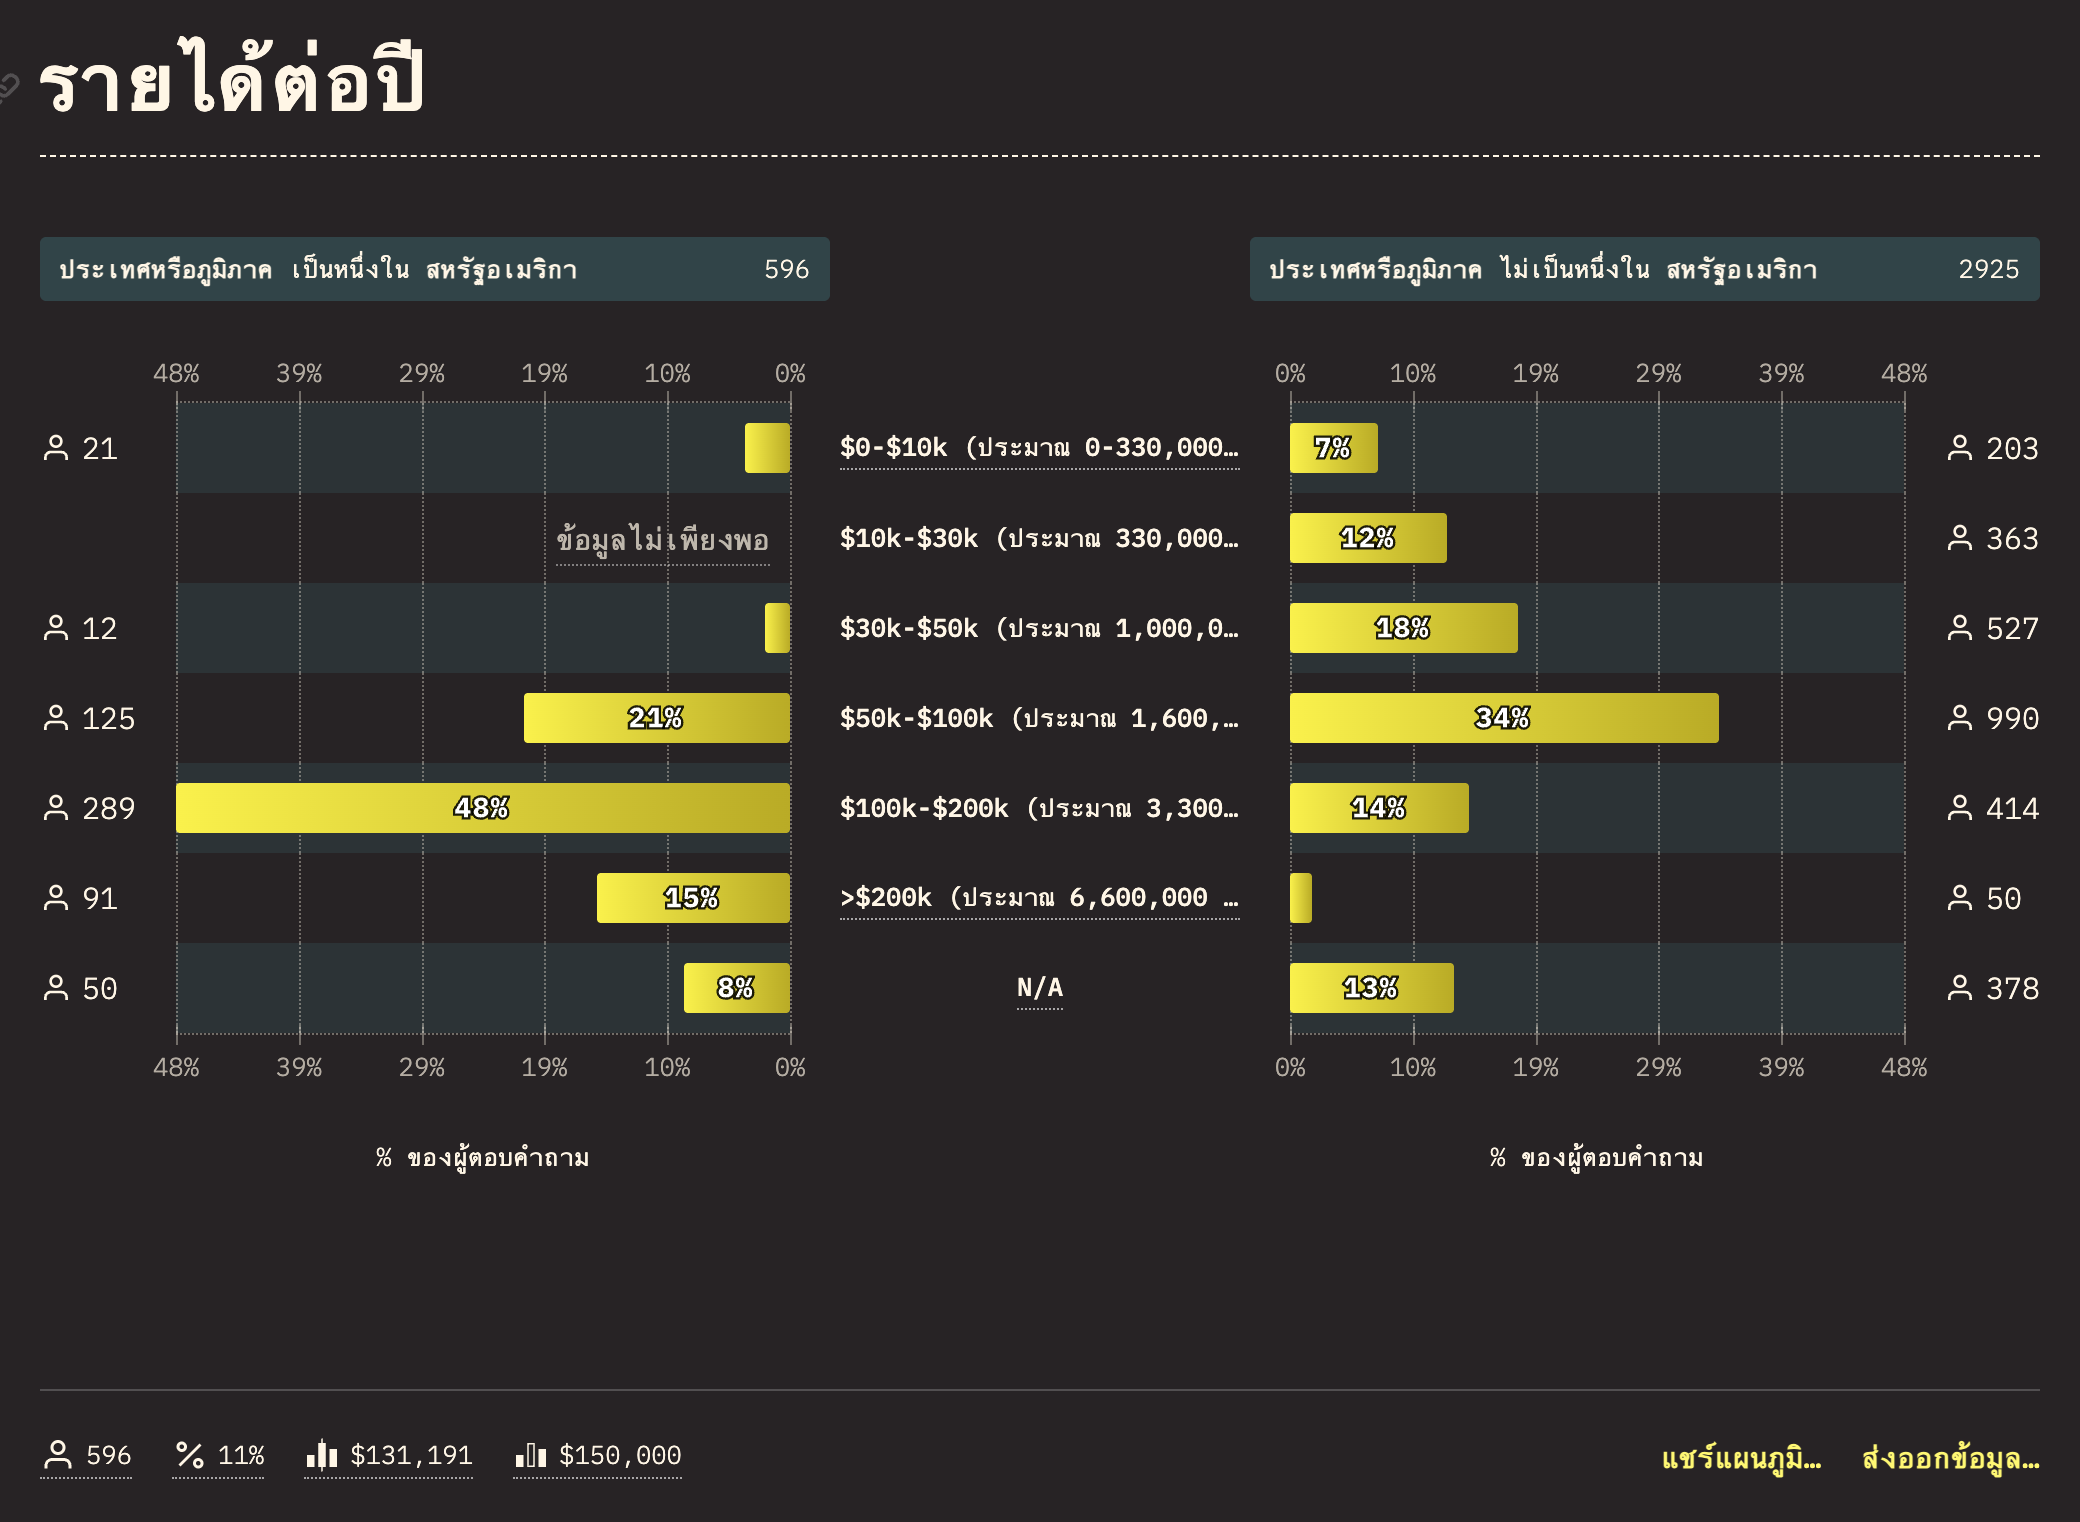 รายได้ต่อปี
ประเทศหรือภูมิภาค เป็นหนึ่งใน สหรัฐอเมริกา 596
ประเทศหรือภูมิภาค ไม่เป็นหนึ่งใน สหรัฐอเมริกา 2925
48% 39% 29% 19% 10% 0%
0% 10% 19% 29% 39% 48%
21 $0-$10k (ประมาณ 0-330,000… 7% 203
ข้อมูลไม่เพียงพอ $10k-$30k (ประมาณ 330,000… 12% 363
12 $30k-$50k (ประมาณ 1,000,0… 18% 527
125 21% $50k-$100k (ประมาณ 1,600,… 34% 990
289 48% $100k-$200k (ประมาณ 3,300… 14% 414
91 15% >$200k (ประมาณ 6,600,000 … 50
50 8% N/A 13% 378
48% 39% 29% 19% 10% 0%
0% 10% 19% 29% 39% 48%
% ของผู้ตอบคำถาม
% ของผู้ตอบคำถาม
596 11% $131,191 $150,000
แชร์แผนภูมิ… ส่งออกข้อมูล…